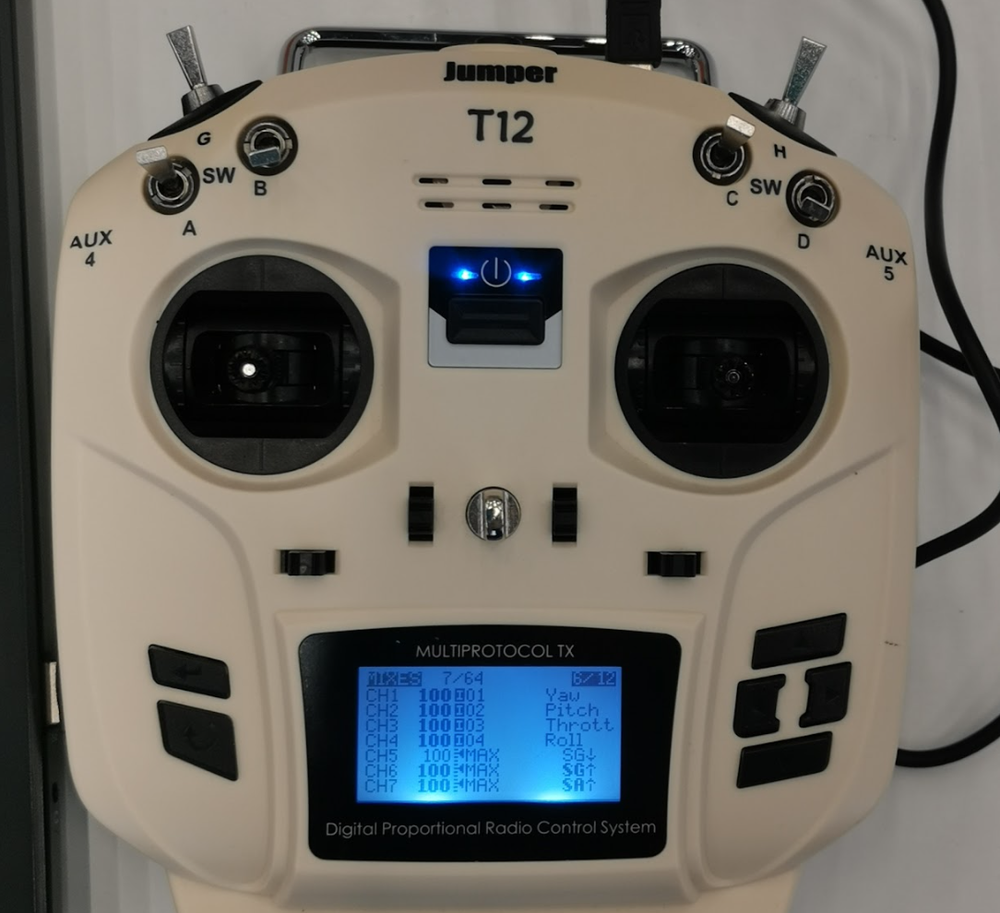 Jumper
T12
G
H
SW
B
C
SW
A
D
AUX
4
AUX
5
MULTIPROTOCOL TX
MIXES 7/64 6/12
CH1 100 I01 Yaw
CH2 100 I02 Pitch
CH3 100 I03 Thrott
CH4 100 I04 Roll
CH5 100 MAX SG↓
CH6 100 MAX SG↑
CH7 100 MAX SA↑
Digital Proportional Radio Control System